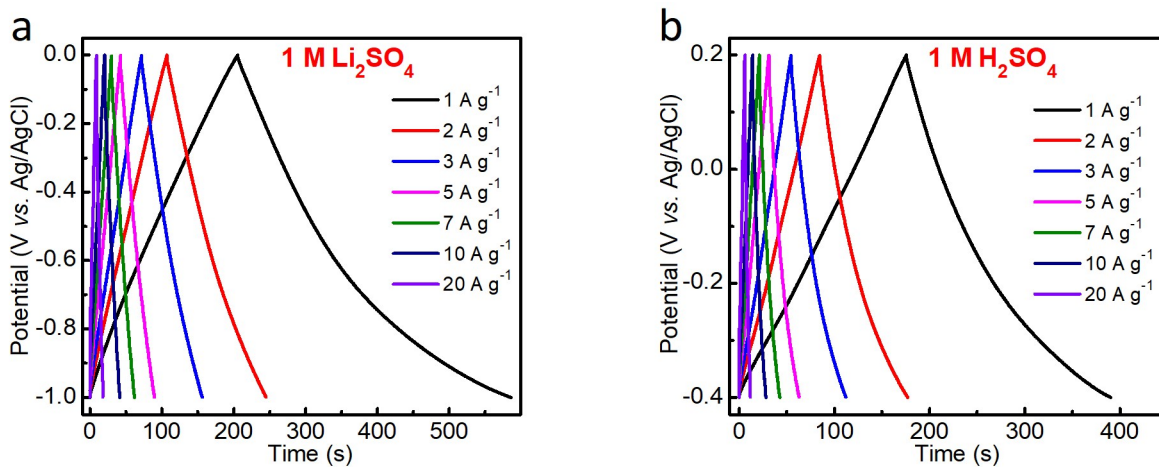 a
1 M Li₂SO₄
1 A g⁻¹
2 A g⁻¹
3 A g⁻¹
5 A g⁻¹
7 A g⁻¹
10 A g⁻¹
20 A g⁻¹
0.0
-0.2
-0.4
-0.6
-0.8
-1.0
Potential (V vs. Ag/AgCl)
0 100 200 300 400 500
Time (s)
b
1 M H₂SO₄
1 A g⁻¹
2 A g⁻¹
3 A g⁻¹
5 A g⁻¹
7 A g⁻¹
10 A g⁻¹
20 A g⁻¹
0.2
0.0
-0.2
-0.4
Potential (V vs. Ag/AgCl)
0 100 200 300 400
Time (s)